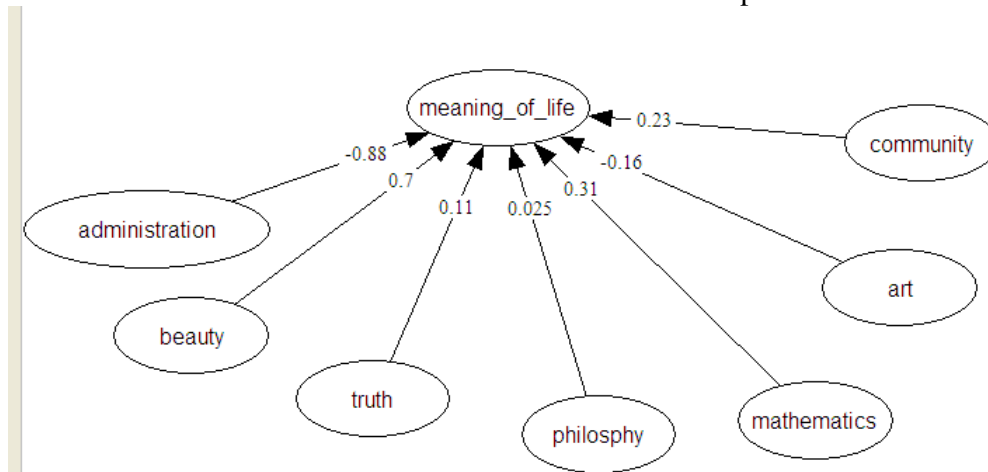 p
meaning_of_life
0.23
community
-0.88
-0.16
0.7
0.31
0.11
0.025
administration
art
beauty
truth
mathematics
philosphy